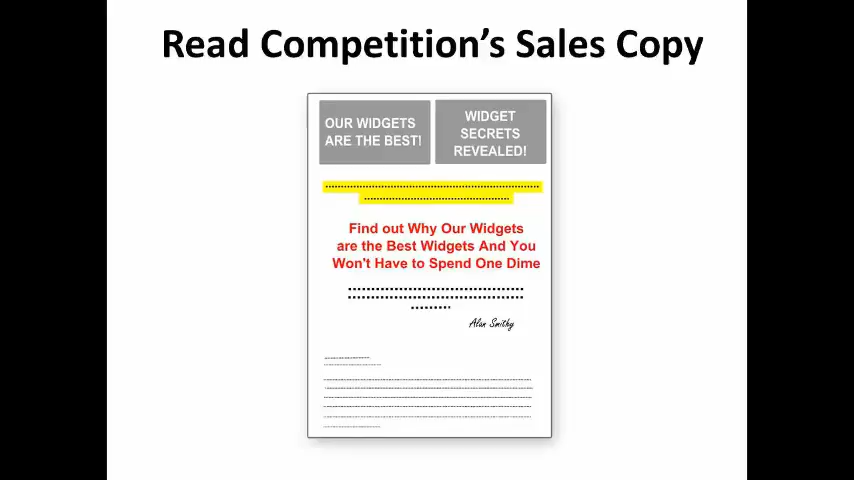 Read Competition’s Sales Copy
OUR WIDGETS
ARE THE BEST!
WIDGET
SECRETS
REVEALED!
Find out Why Our Widgets
are the Best Widgets And You
Won't Have to Spend One Dime
Alan Smithy